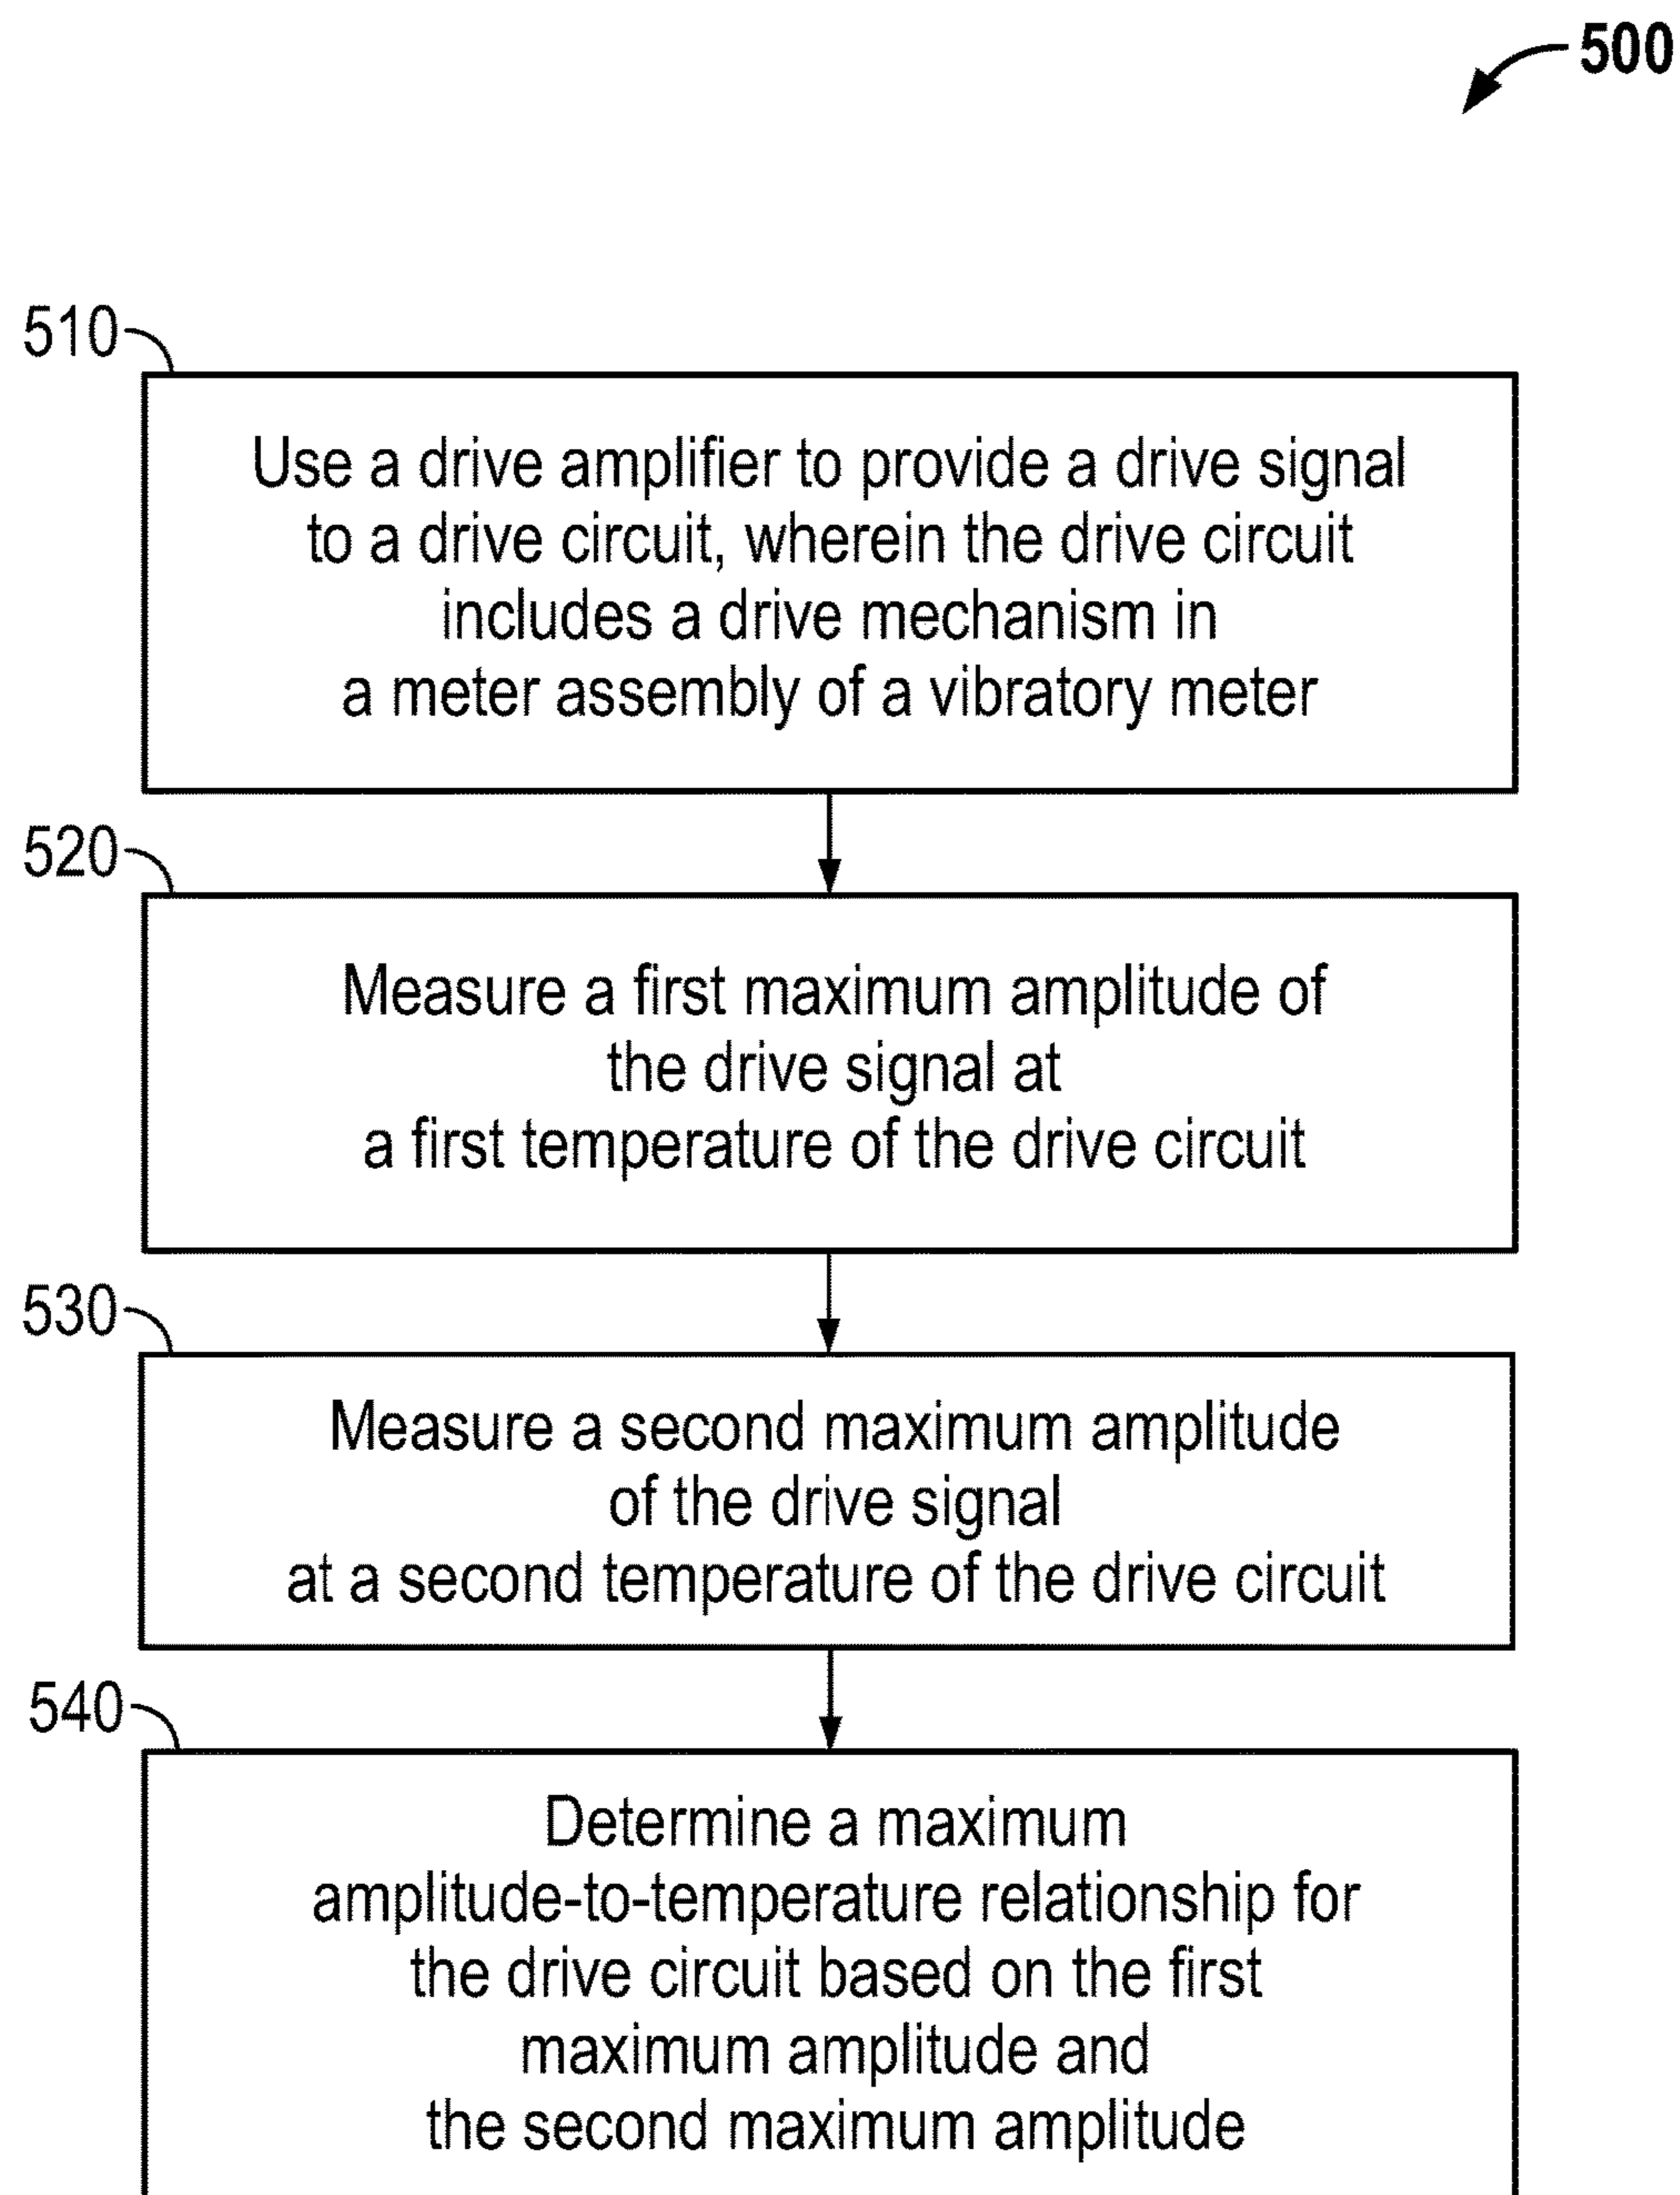 500
510
Use a drive amplifier to provide a drive signal
to a drive circuit, wherein the drive circuit
includes a drive mechanism in
a meter assembly of a vibratory meter
520
Measure a first maximum amplitude of
the drive signal at
a first temperature of the drive circuit
530
Measure a second maximum amplitude
of the drive signal
at a second temperature of the drive circuit
540
Determine a maximum
amplitude-to-temperature relationship for
the drive circuit based on the first
maximum amplitude and
the second maximum amplitude